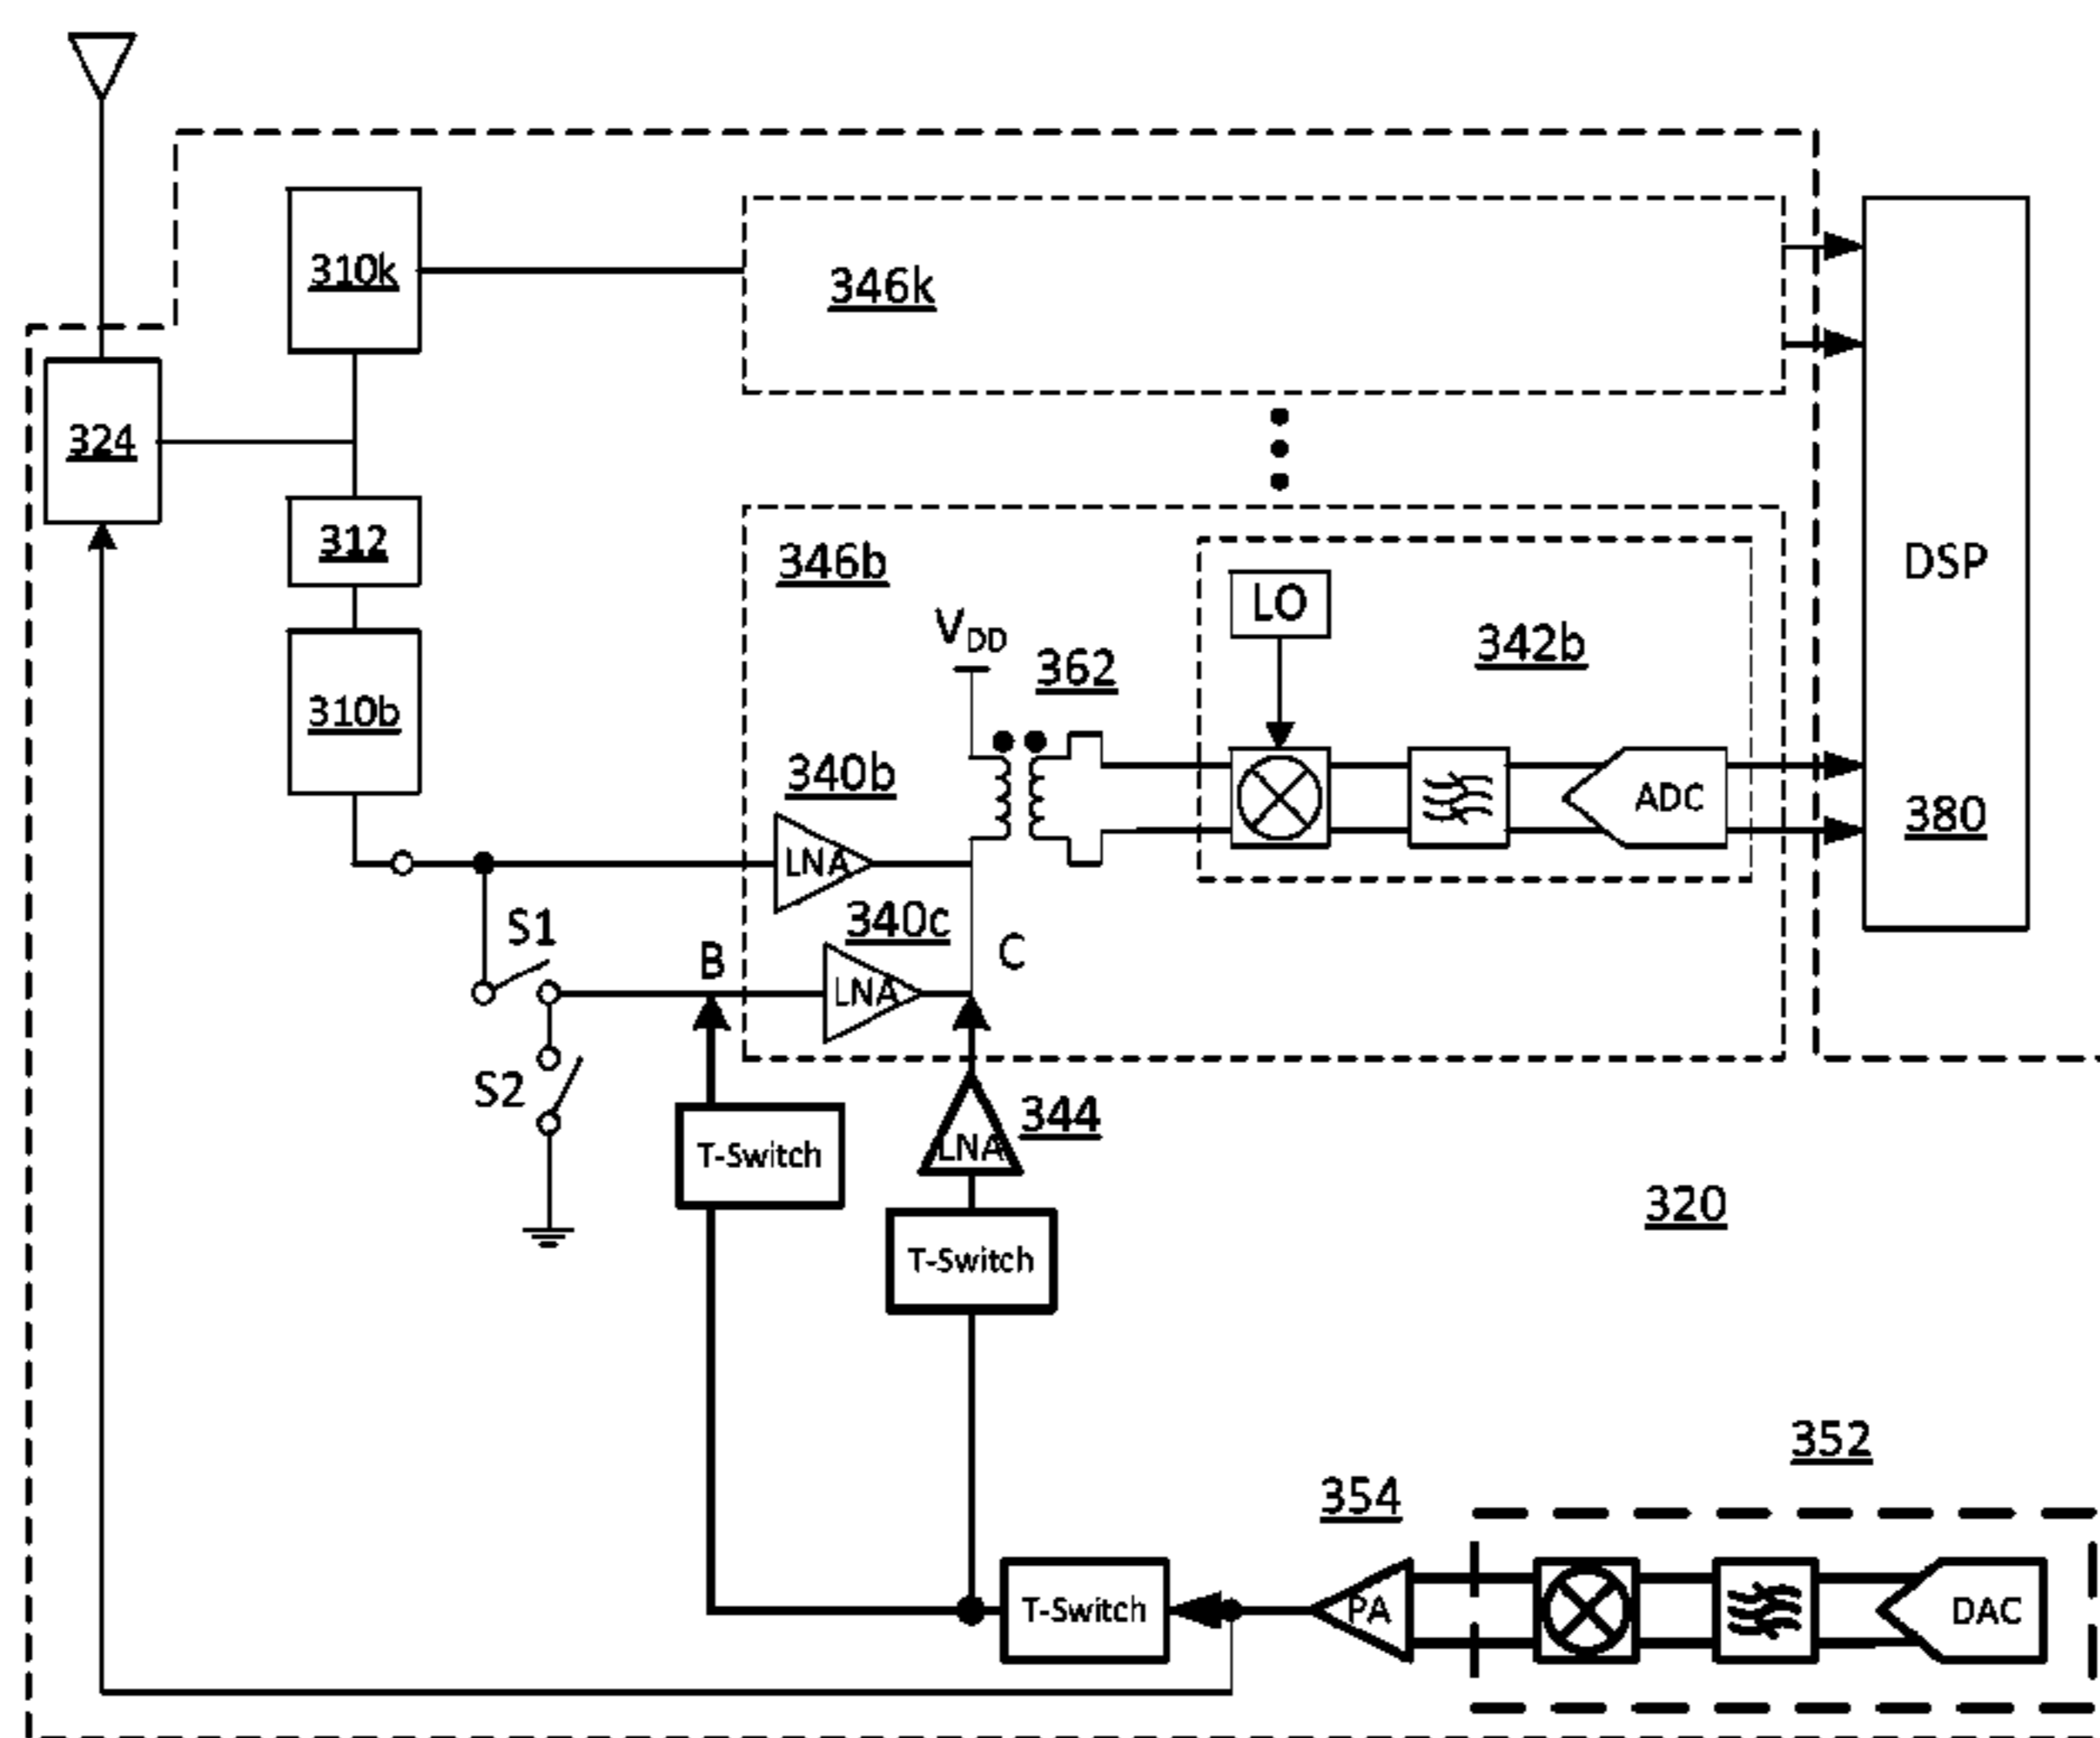 310k
346k
324
312
346b
LO
DSP
V_DD
342b
362
310b
340b
ADC
380
LNA
340c
S1
B
C
LNA
S2
344
T-Switch
LNA
320
T-Switch
352
354
T-Switch
PA
DAC